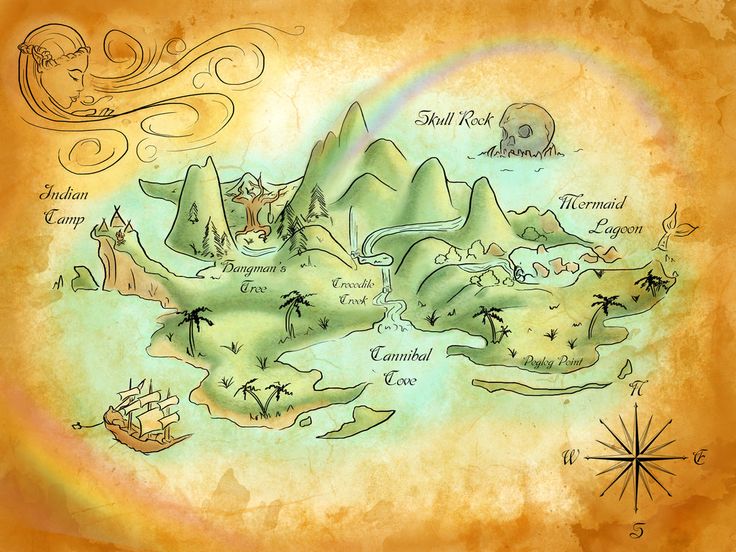 Skull Rock
Indian
Camp
Mermaid
Lagoon
Hangman's
Tree
Crocodile
Creek
Cannibal
Cove
Pegleg Point
N
W
E
S